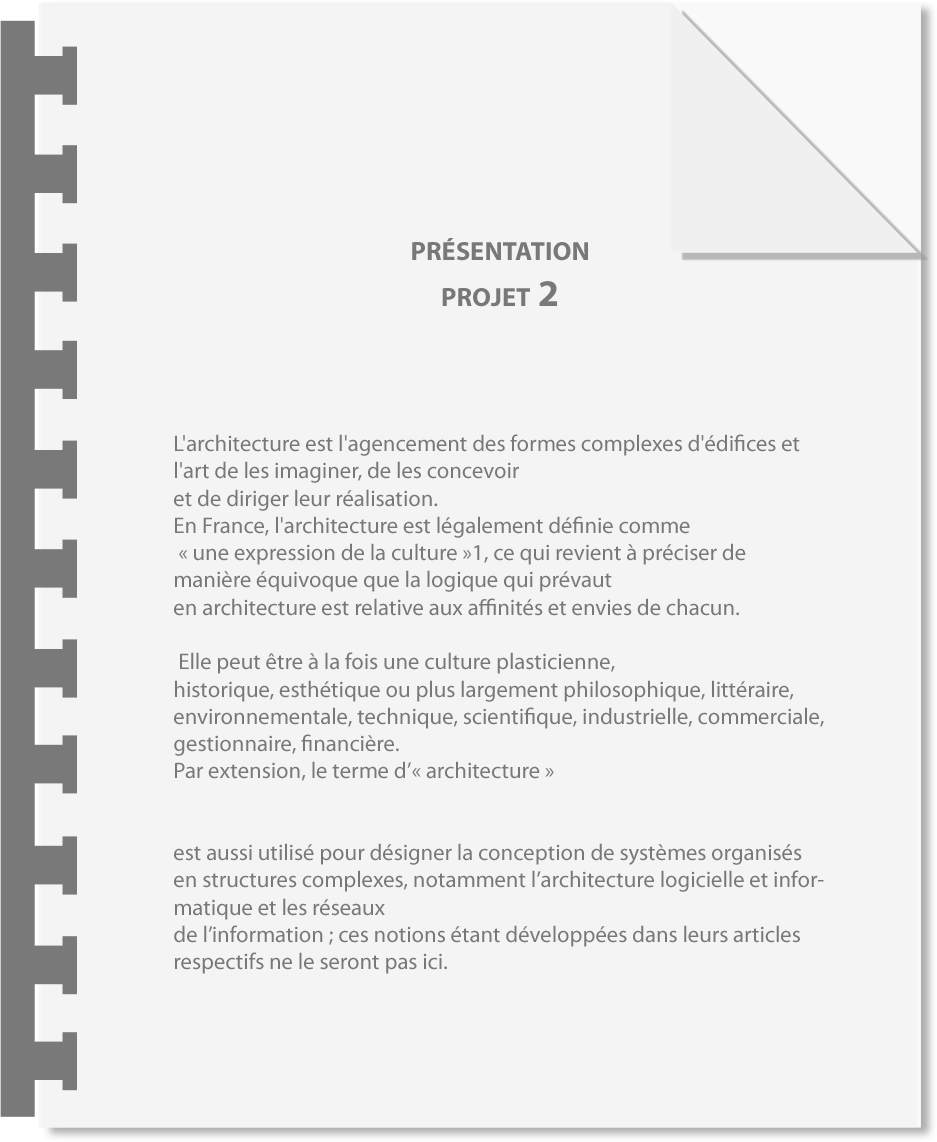 PRÉSENTATION
PROJET 2
L'architecture est l'agencement des formes complexes d'édifices et
l'art de les imaginer, de les concevoir
et de diriger leur réalisation.
En France, l'architecture est légalement définie comme
« une expression de la culture »1, ce qui revient à préciser de
manière équivoque que la logique qui prévaut
en architecture est relative aux affinités et envies de chacun.
Elle peut être à la fois une culture plasticienne,
historique, esthétique ou plus largement philosophique, littéraire,
environnementale, technique, scientifique, industrielle, commerciale,
gestionnaire, financière.
Par extension, le terme d’« architecture »
est aussi utilisé pour désigner la conception de systèmes organisés
en structures complexes, notamment l’architecture logicielle et infor-
matique et les réseaux
de l’information ; ces notions étant développées dans leurs articles
respectifs ne le seront pas ici.